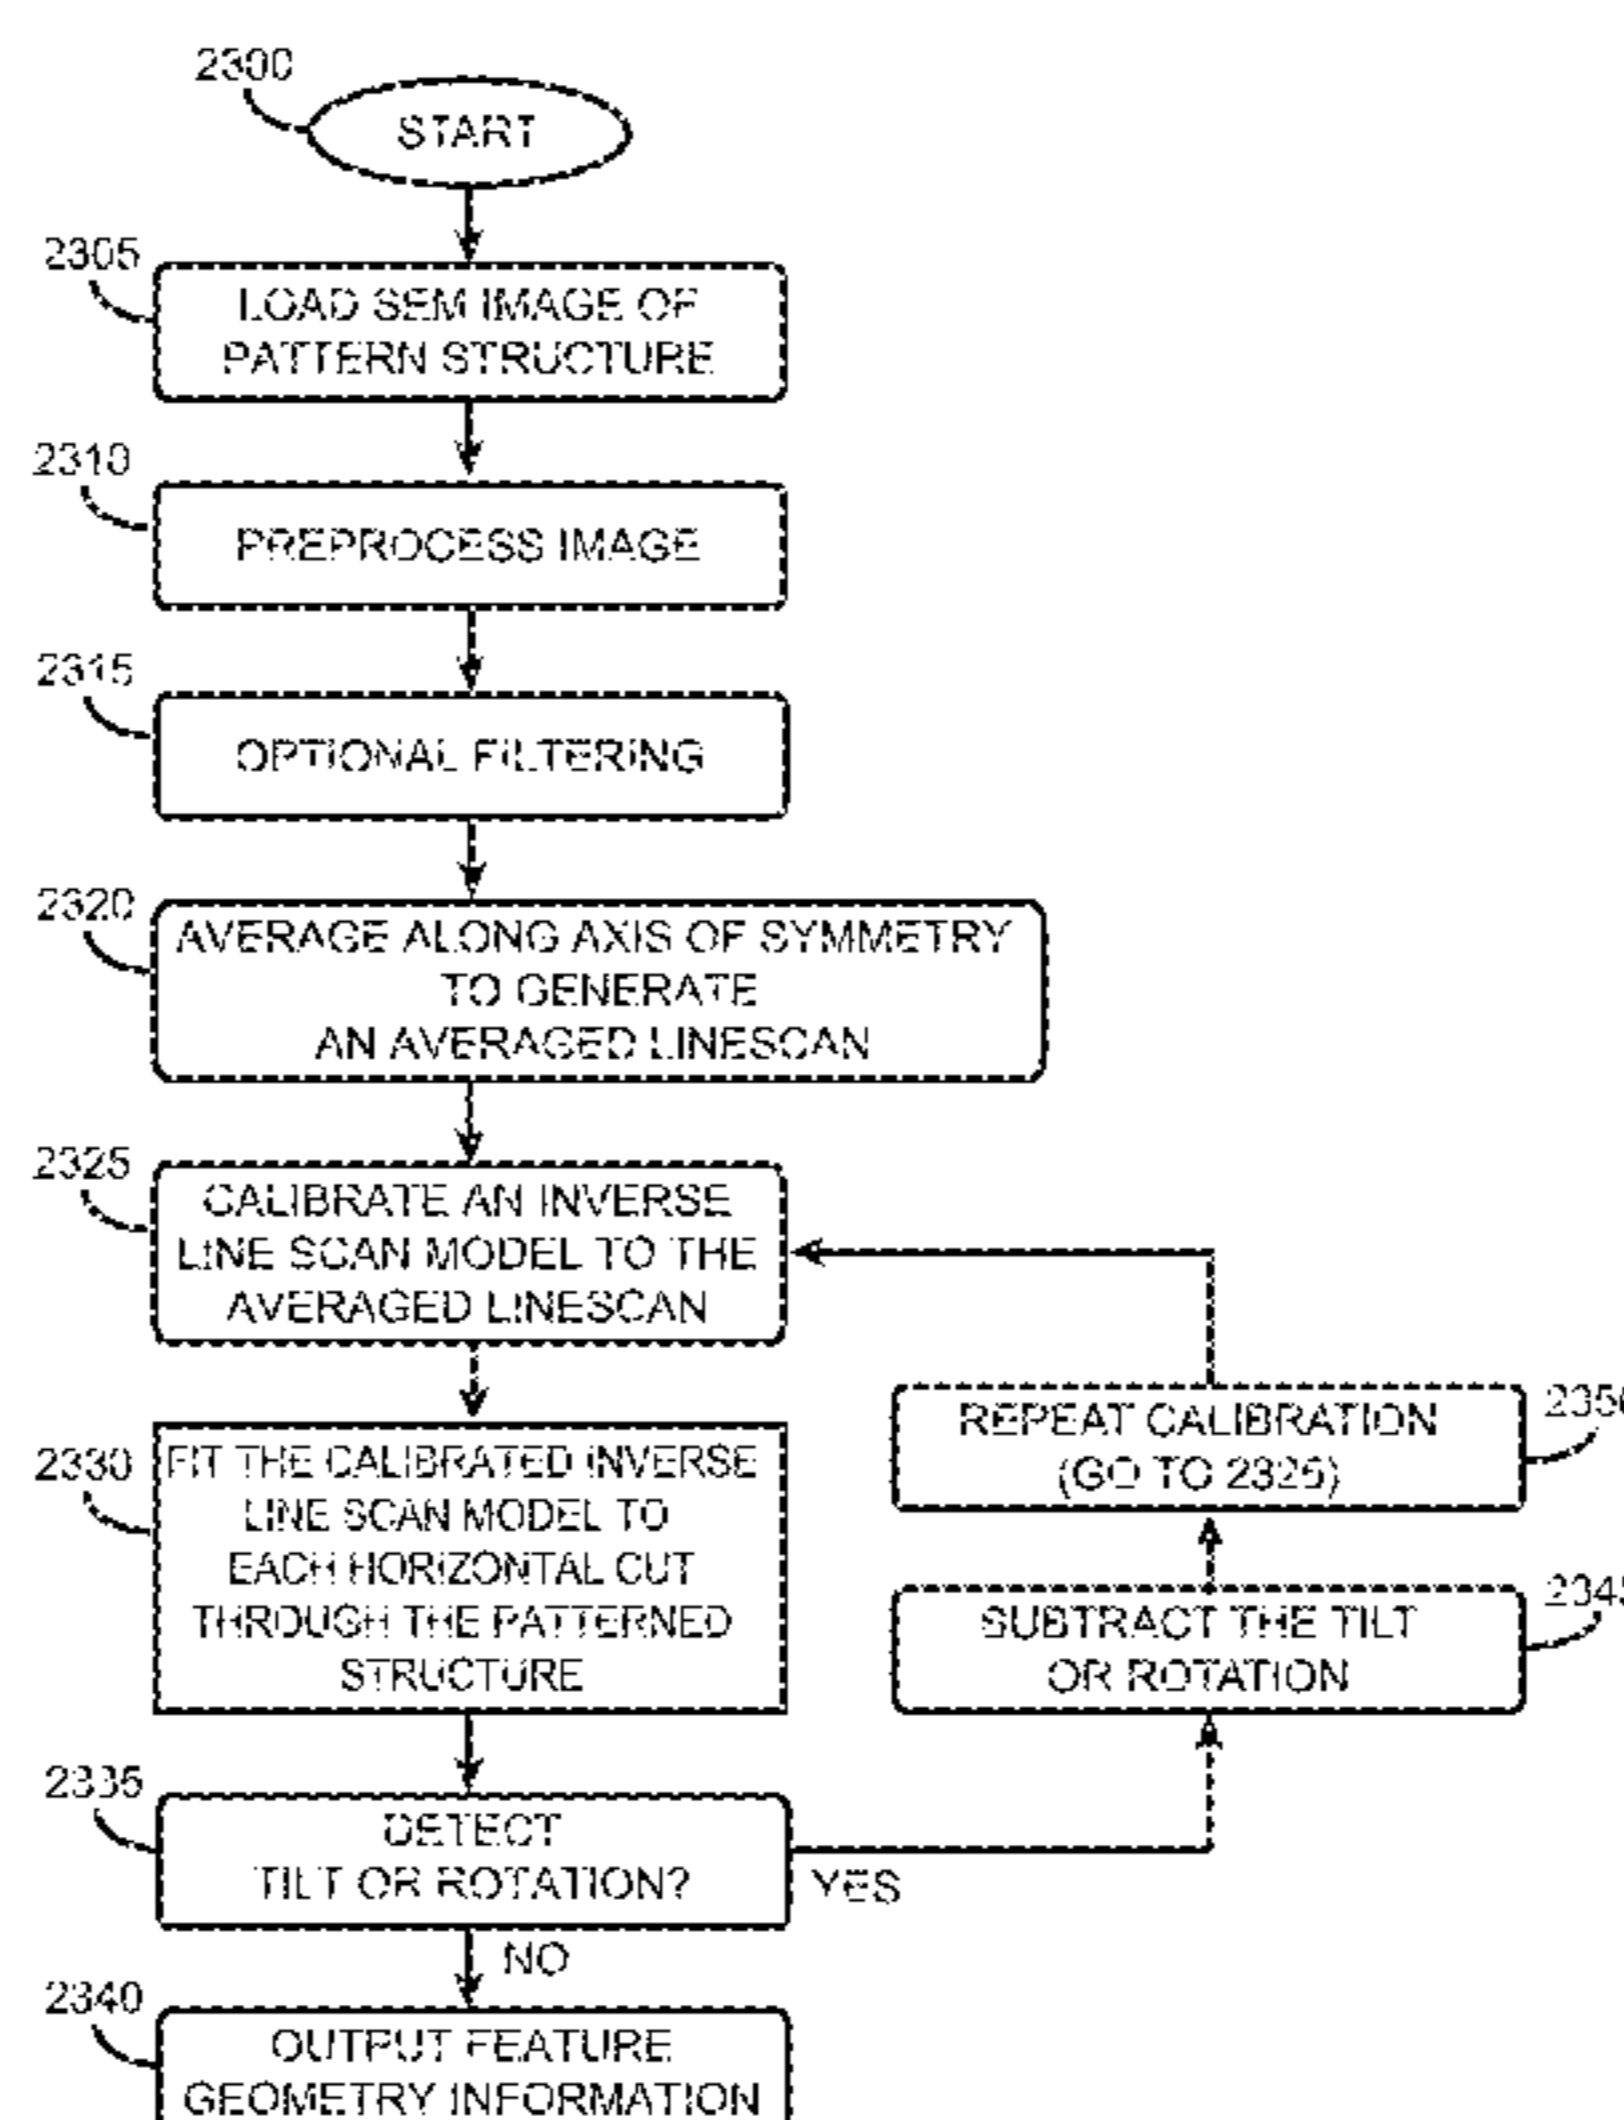 2300
START
2305
LOAD SEM IMAGE OF
PATTERN STRUCTURE
2310
PREPROCESS IMAGE
2315
OPTIONAL FILTERING
2320
AVERAGE ALONG AXIS OF SYMMETRY
TO GENERATE
AN AVERAGED LINESCAN
2325
CALIBRATE AN INVERSE
LINE SCAN MODEL TO THE
AVERAGED LINESCAN
2330
FIT THE CALIBRATED INVERSE
LINE SCAN MODEL TO
EACH HORIZONTAL CUT
THROUGH THE PATTERNED
STRUCTURE
REPEAT CALIBRATION
(GO TO 2325)
SUBTRACT THE TILT
OR ROTATION
2335
DETECT
TILT OR ROTATION?
YES
NO
2340
OUTPUT FEATURE
GEOMETRY INFORMATION